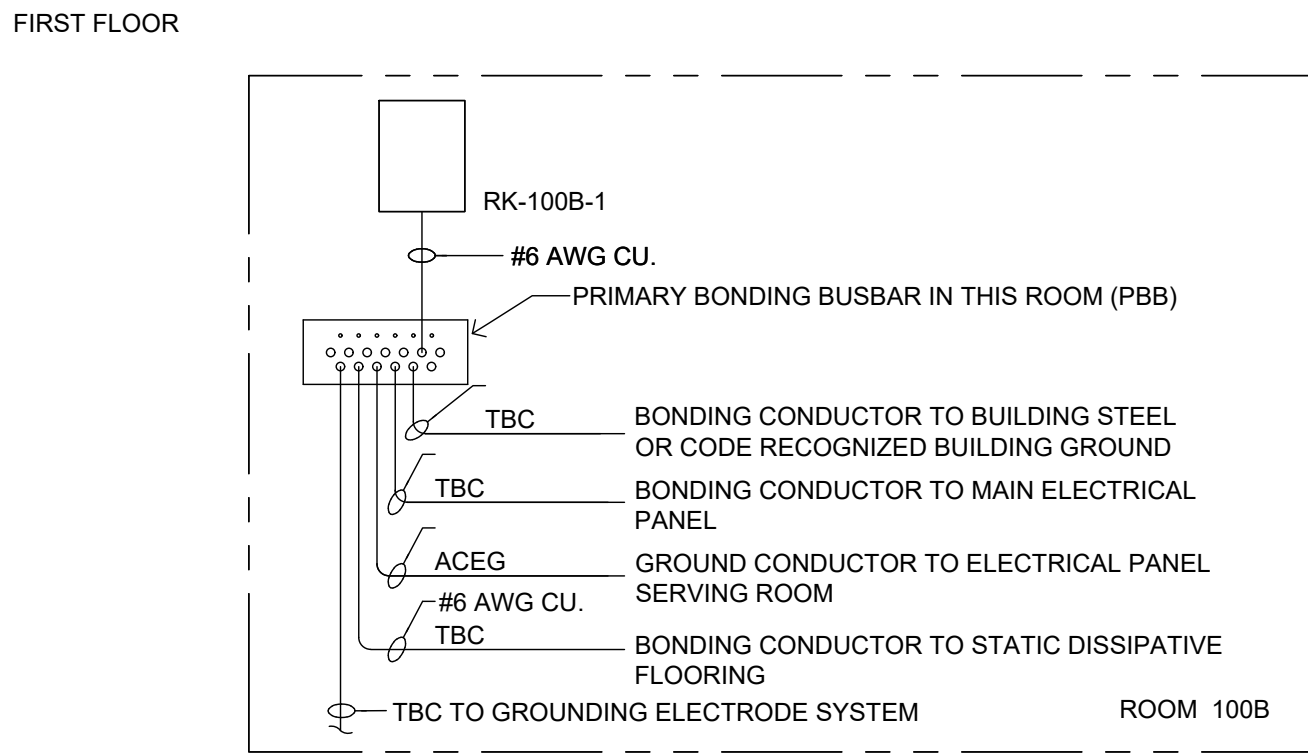 FIRST FLOOR
RK-100B-1
#6 AWG CU.
PRIMARY BONDING BUSBAR IN THIS ROOM (PBB)
TBC
BONDING CONDUCTOR TO BUILDING STEEL
OR CODE RECOGNIZED BUILDING GROUND
TBC
BONDING CONDUCTOR TO MAIN ELECTRICAL
PANEL
ACEG
GROUND CONDUCTOR TO ELECTRICAL PANEL
SERVING ROOM
#6 AWG CU.
TBC
BONDING CONDUCTOR TO STATIC DISSIPATIVE
FLOORING
TBC TO GROUNDING ELECTRODE SYSTEM
ROOM 100B